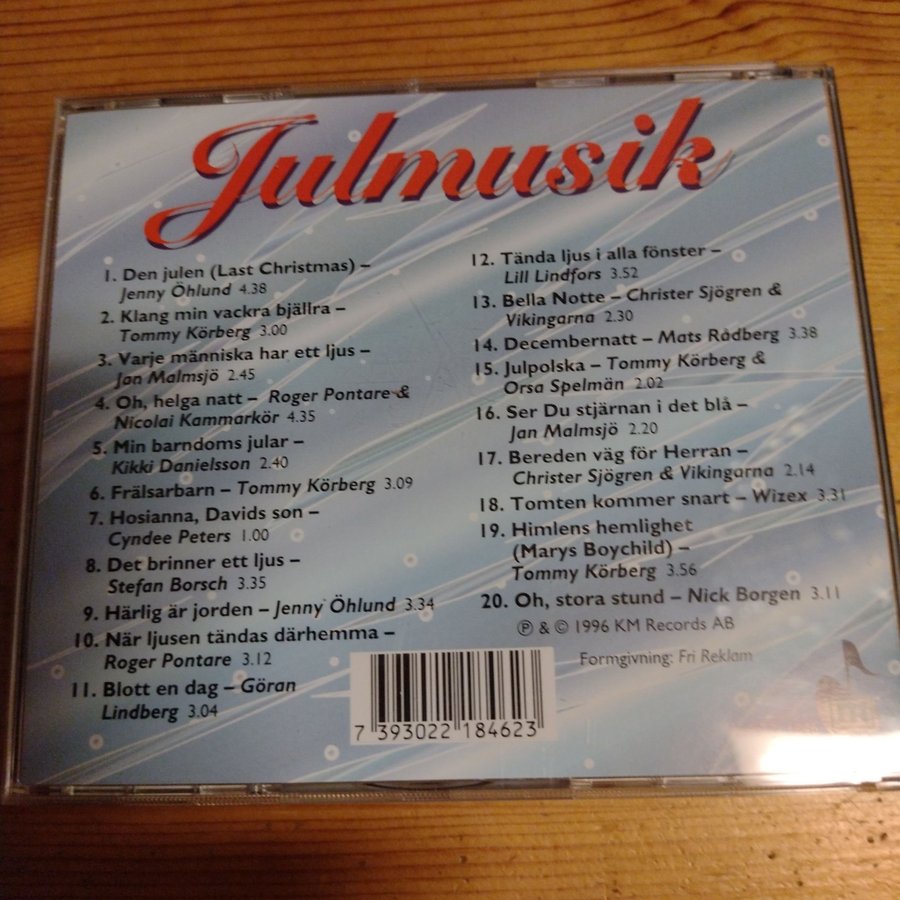 Julmusik
1. Den julen (Last Christmas) –
Jenny Öhlund 4.38
2. Klang min vackra bjällra –
Tommy Körberg 3.00
3. Varje människa har ett ljus –
Jan Malmsjö 2.45
4. Oh, helga natt – Roger Pontare &
Nicolai Kammarkör 4.35
5. Min barndoms jular –
Kikki Danielsson 2.40
6. Frälsarbarn – Tommy Körberg 3.09
7. Hosianna, Davids son –
Cyndee Peters 1.00
8. Det brinner ett ljus –
Stefan Borsch 3.35
9. Härlig är jorden – Jenny Öhlund 3.34
10. När ljusen tändas därhemma –
Roger Pontare 3.12
11. Blott en dag – Göran
Lindberg 3.04
12. Tända ljus i alla fönster –
Lill Lindfors 3.52
13. Bella Notte – Christer Sjögren &
Vikingarna 2.30
14. Decembernatt – Mats Rådberg 3.38
15. Julpolska – Tommy Körberg &
Orsa Spelmän 2.02
16. Ser Du stjärnan i det blå –
Jan Malmsjö 2.20
17. Bereden väg för Herran –
Christer Sjögren & Vikingarna 2.14
18. Tomten kommer snart – Wizex 3.31
19. Himlens hemlighet
(Marys Boychild) –
Tommy Körberg 3.56
20. Oh, stora stund – Nick Borgen 3.11
℗ & © 1996 KM Records AB
Formgivning: Fri Reklam
7 393022 184623